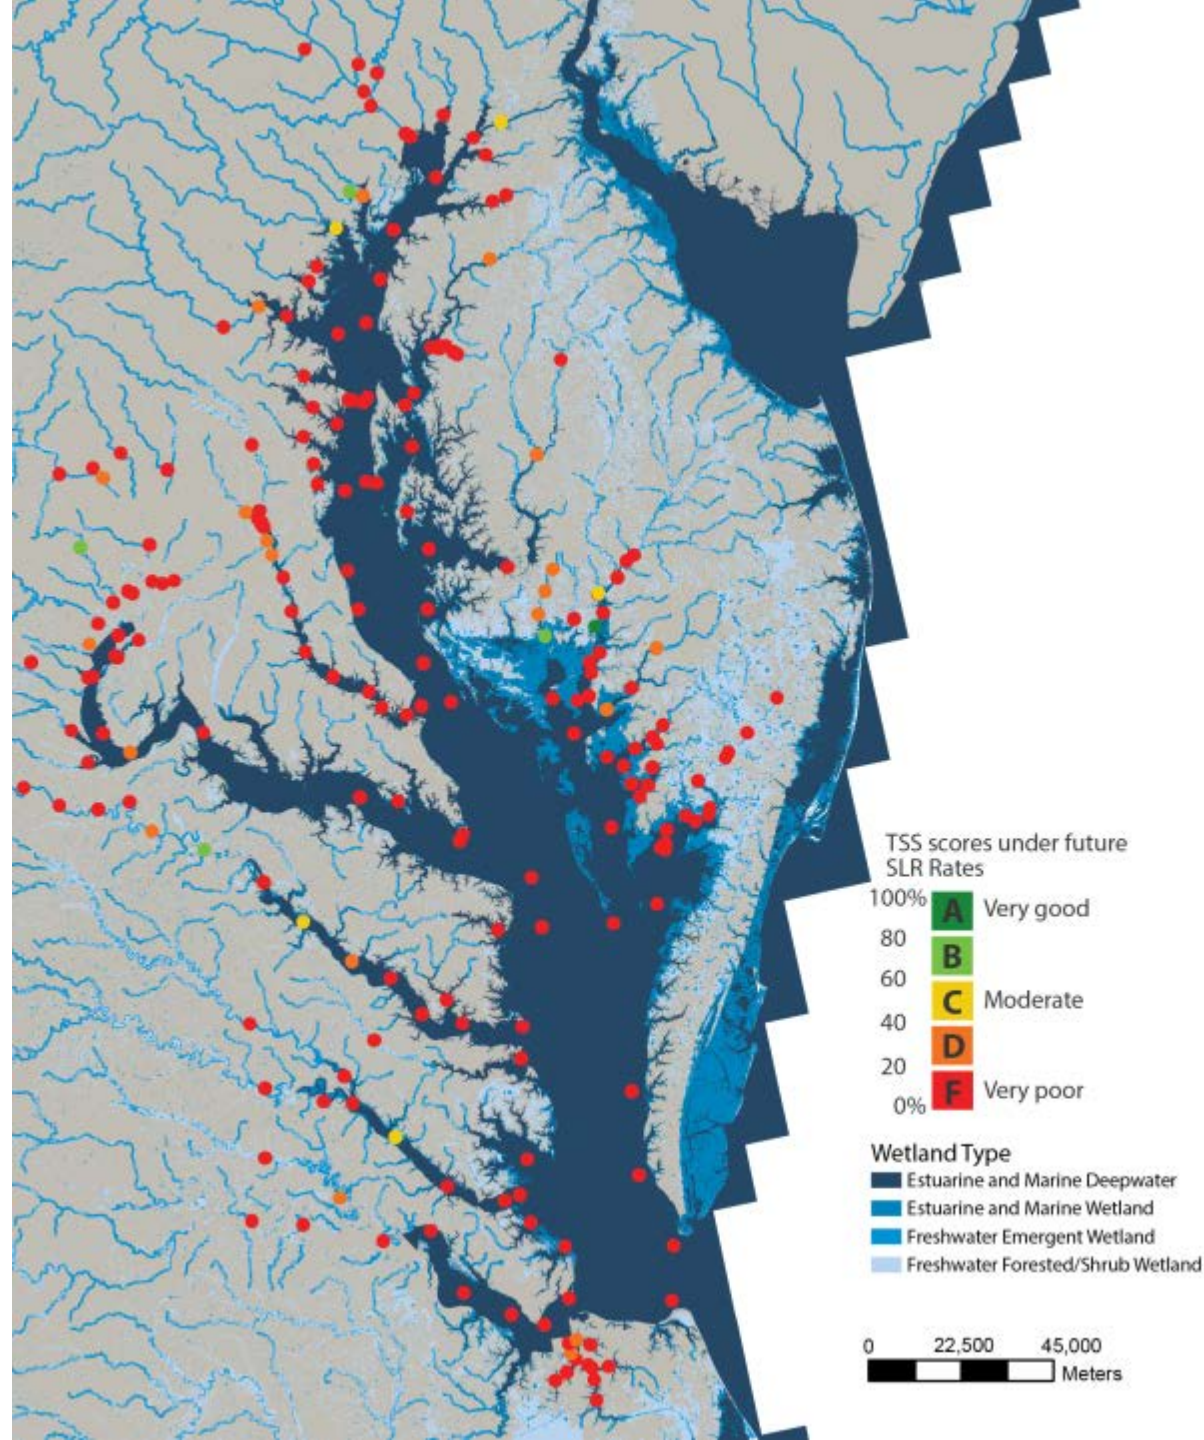 TSS scores under future
SLR Rates
100%
A Very good
80
B
60
C Moderate
40
D
20
F Very poor
0%
Wetland Type
Estuarine and Marine Deepwater
Estuarine and Marine Wetland
Freshwater Emergent Wetland
Freshwater Forested/Shrub Wetland
0 22,500 45,000
Meters